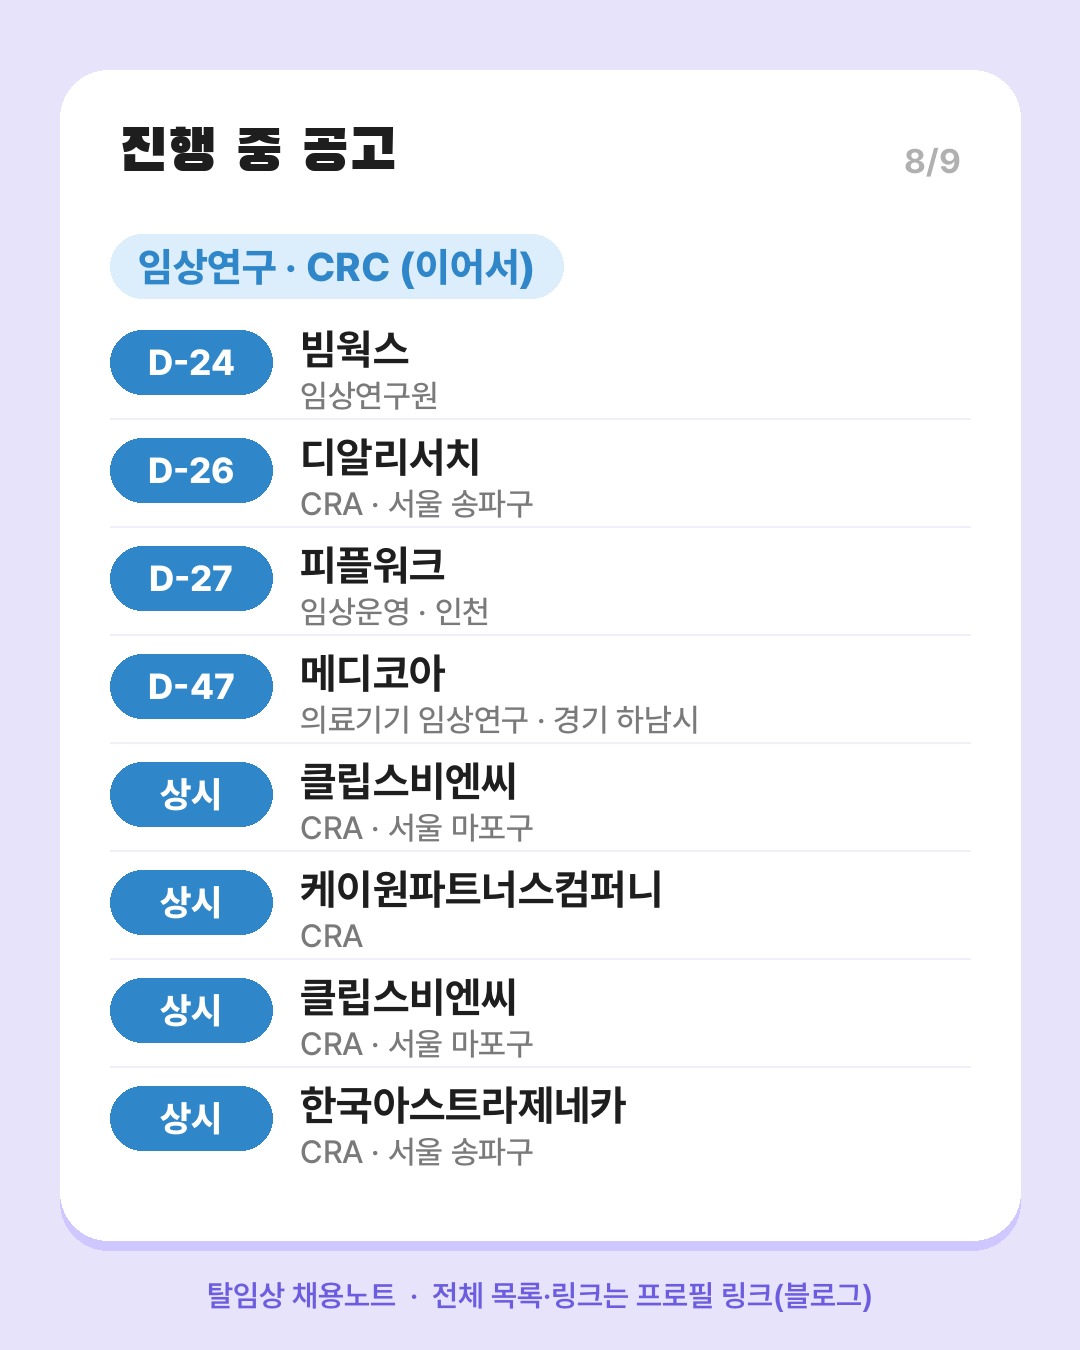 진행 중 공고
8/9
임상연구 · CRC (이어서)
D-24
빔웍스
임상연구원
D-26
디알리서치
CRA · 서울 송파구
D-27
피플워크
임상운영 · 인천
D-47
메디코아
의료기기 임상연구 · 경기 하남시
상시
클립스비엔씨
CRA · 서울 마포구
상시
케이원파트너스컴퍼니
CRA
상시
클립스비엔씨
CRA · 서울 마포구
상시
한국아스트라제네카
CRA · 서울 송파구
탈임상 채용노트 · 전체 목록·링크는 프로필 링크(블로그)